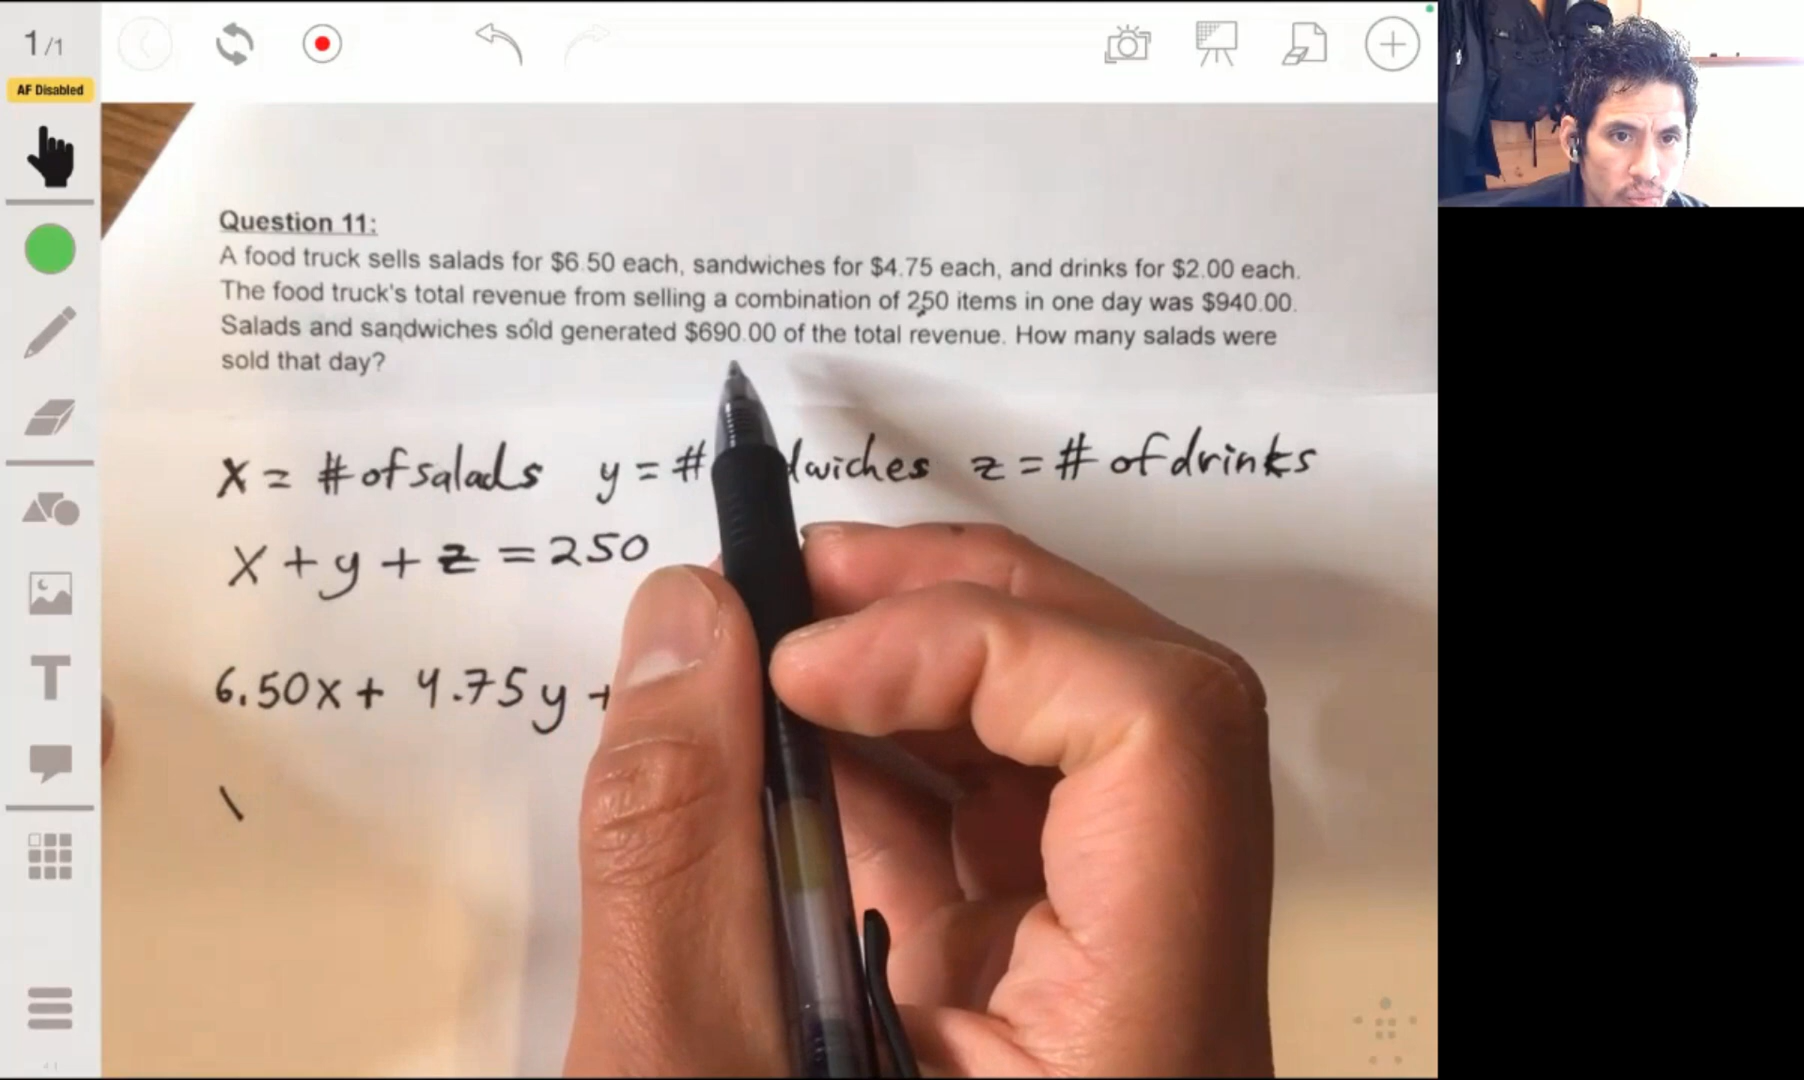 1/1
AF Disabled
Question 11:
A food truck sells salads for $6.50 each, sandwiches for $4.75 each, and drinks for $2.00 each.
The food truck's total revenue from selling a combination of 250 items in one day was $940.00.
Salads and sandwiches sold generated $690.00 of the total revenue. How many salads were
sold that day?
x = # of salads y = # dwiches z = # of drinks
x + y + z = 250
6.50x + 4.75y +
\
T